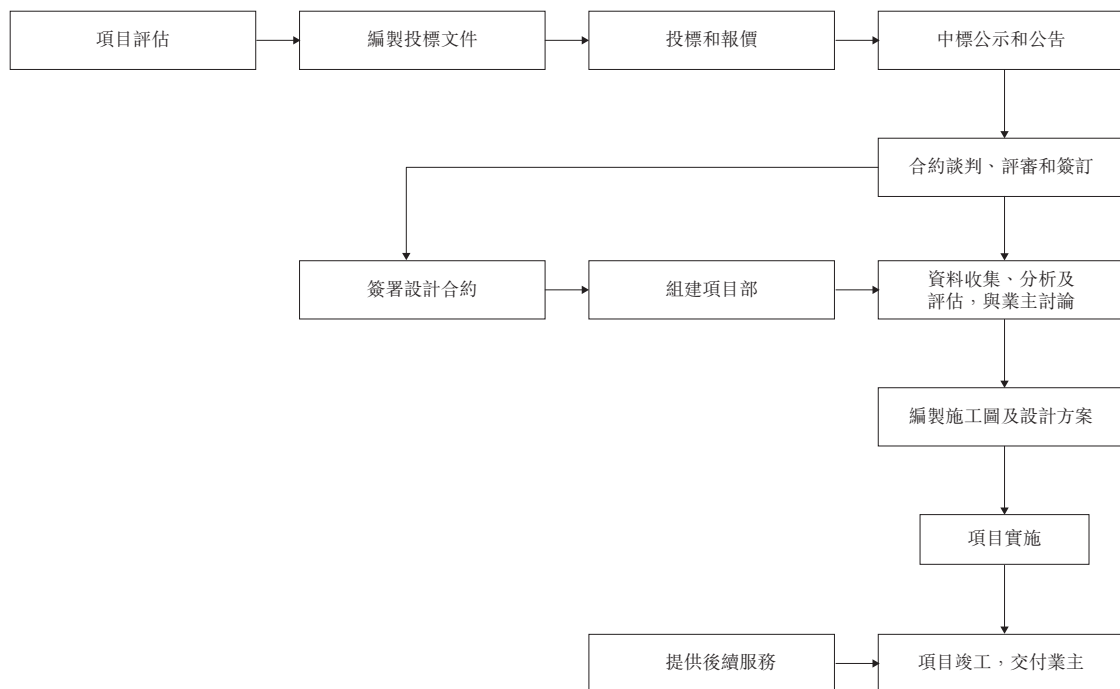 項目評估
編製投標文件
投標和報價
中標公示和公告
合約談判、評審和簽訂
簽署設計合約
組建項目部
資料收集、分析及
評估，與業主討論
編製施工圖及設計方案
項目實施
提供後續服務
項目竣工，交付業主